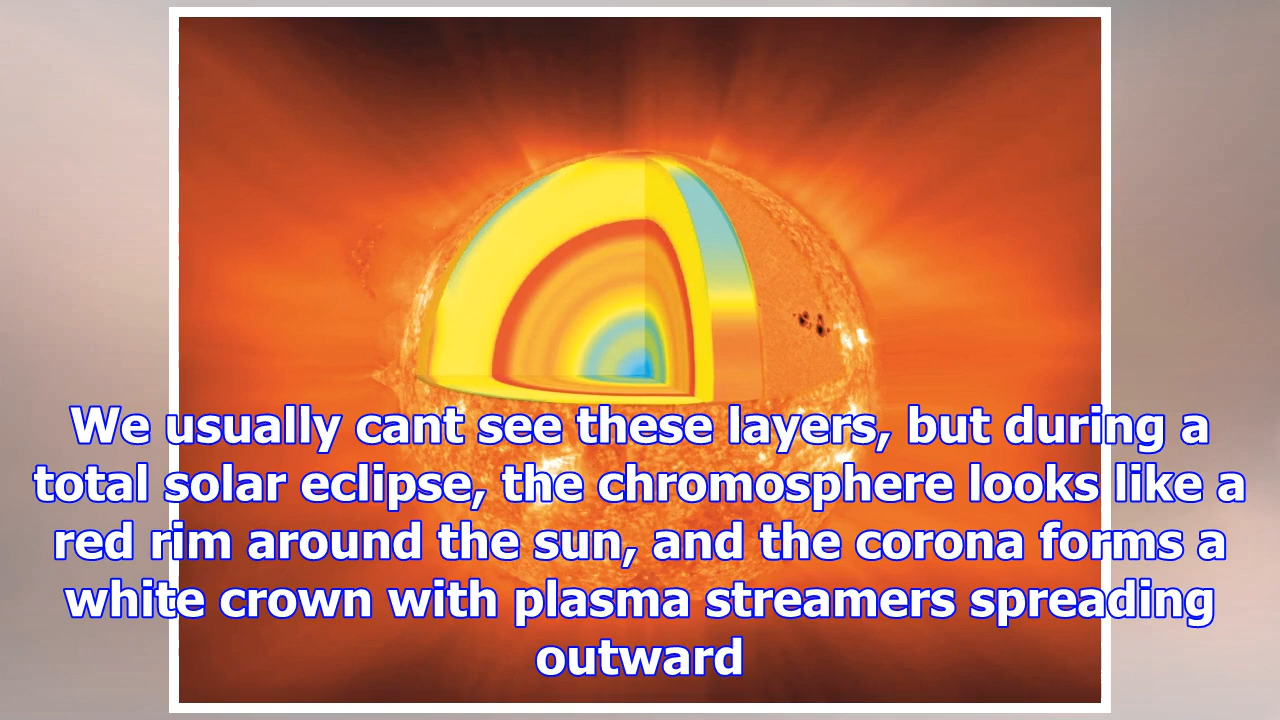 We usually cant see these layers, but during a
total solar eclipse, the chromosphere looks like a
red rim around the sun, and the corona forms a
white crown with plasma streamers spreading
outward